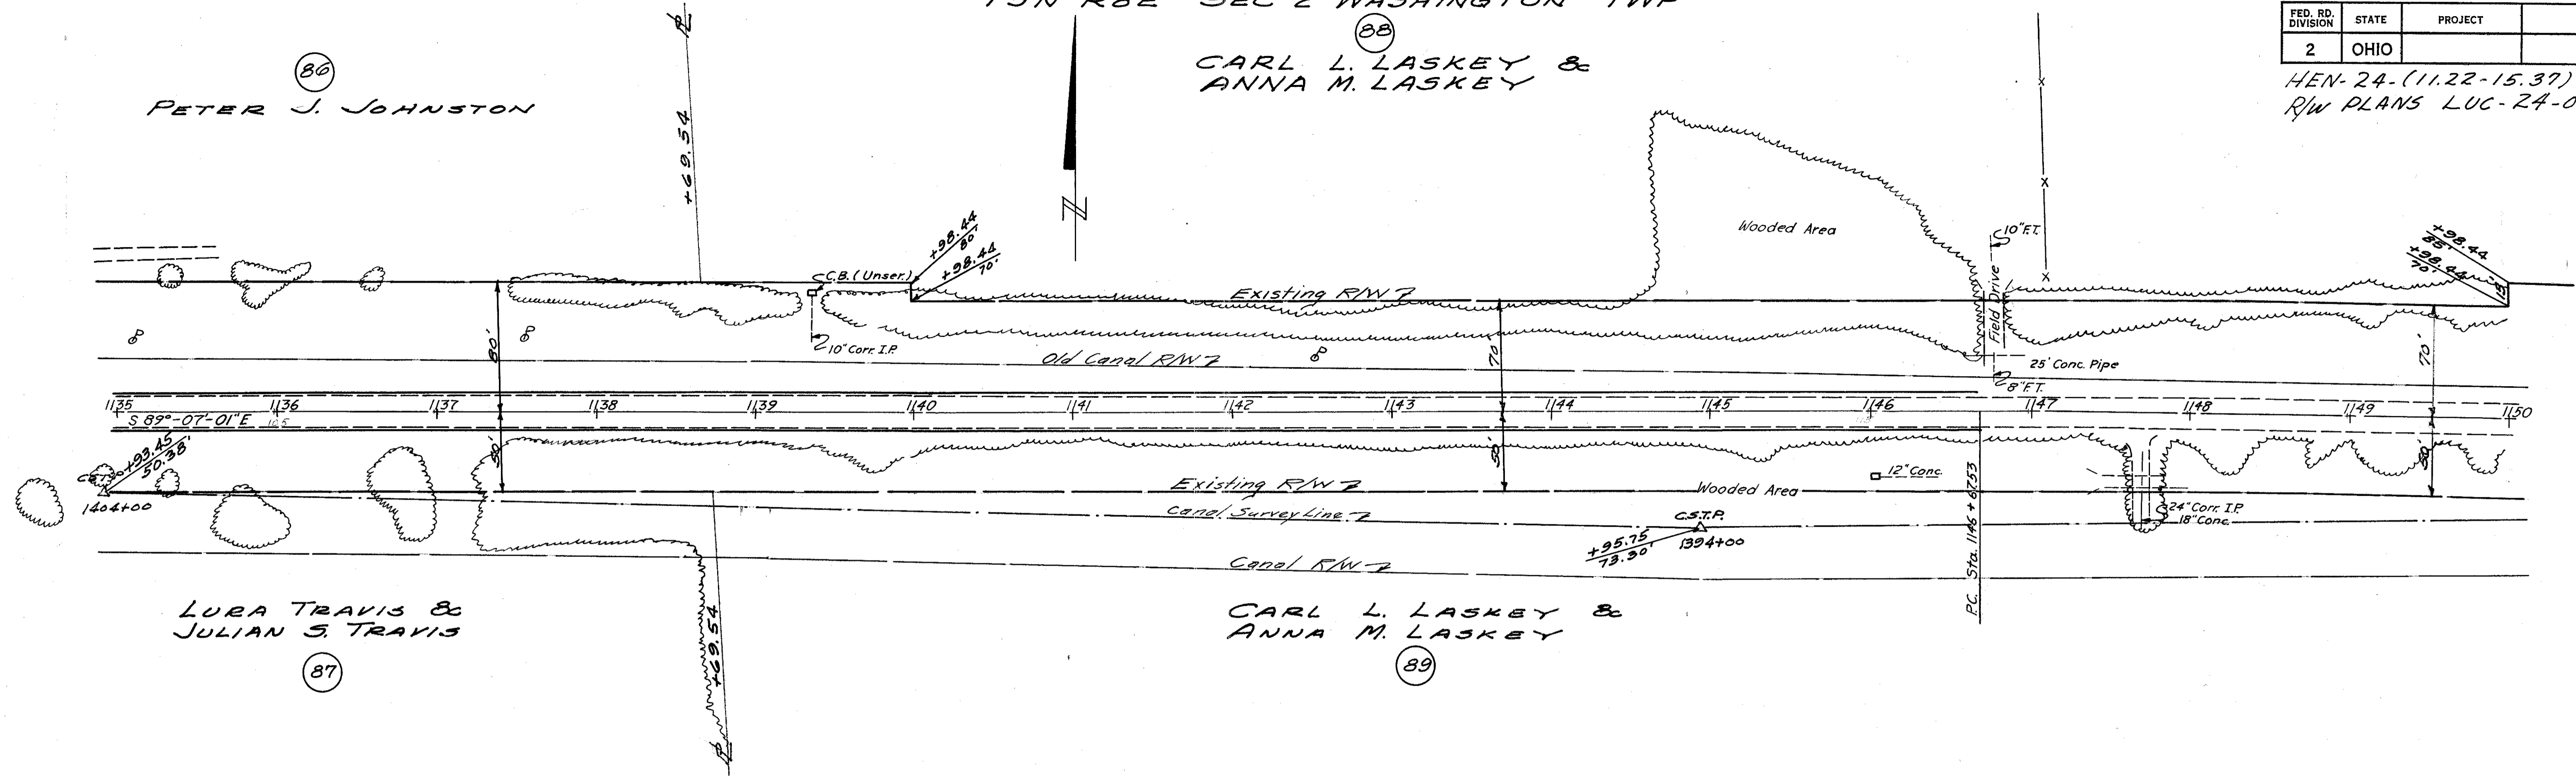 T5N R8E SEC 2 WASHINGTON TWP
88
CARL L. LASKEY &
ANNA M. LASKEY
86
PETER J. JOHNSTON
FED. RD. DIVISION STATE PROJECT
2 OHIO
HEN-24-(11.22-15.37)
R/W PLANS LUC-24-0
+69.54
N
Wooded Area
10" F.T.
Field Drive
+98.44
80'
+98.44
70'
+98.44
85'
+98.44
70'
15'
C.B. (Unser.)
Existing R/W
10" Corr. I.P.
Old Canal R/W
80'
70'
70'
25' Conc. Pipe
8" F.T.
1135 1136 1137 1138 1139 1140 1141 1142 1143 1144 1145 1146 1147 1148 1149 1150
S 89°-07'-01" E
+93.45
50.38'
1404+00
50'
50'
50'
12" Conc.
Existing R/W
Wooded Area
Canal Survey Line
C.S.T.P.
1394+00
+95.75
73.90'
24" Corr. I.P.
18" Conc.
Canal R/W
P.C. Sta. 1146+67.53
LURA TRAVIS &
JULIAN S. TRAVIS
87
+69.54
CARL L. LASKEY &
ANNA M. LASKEY
89